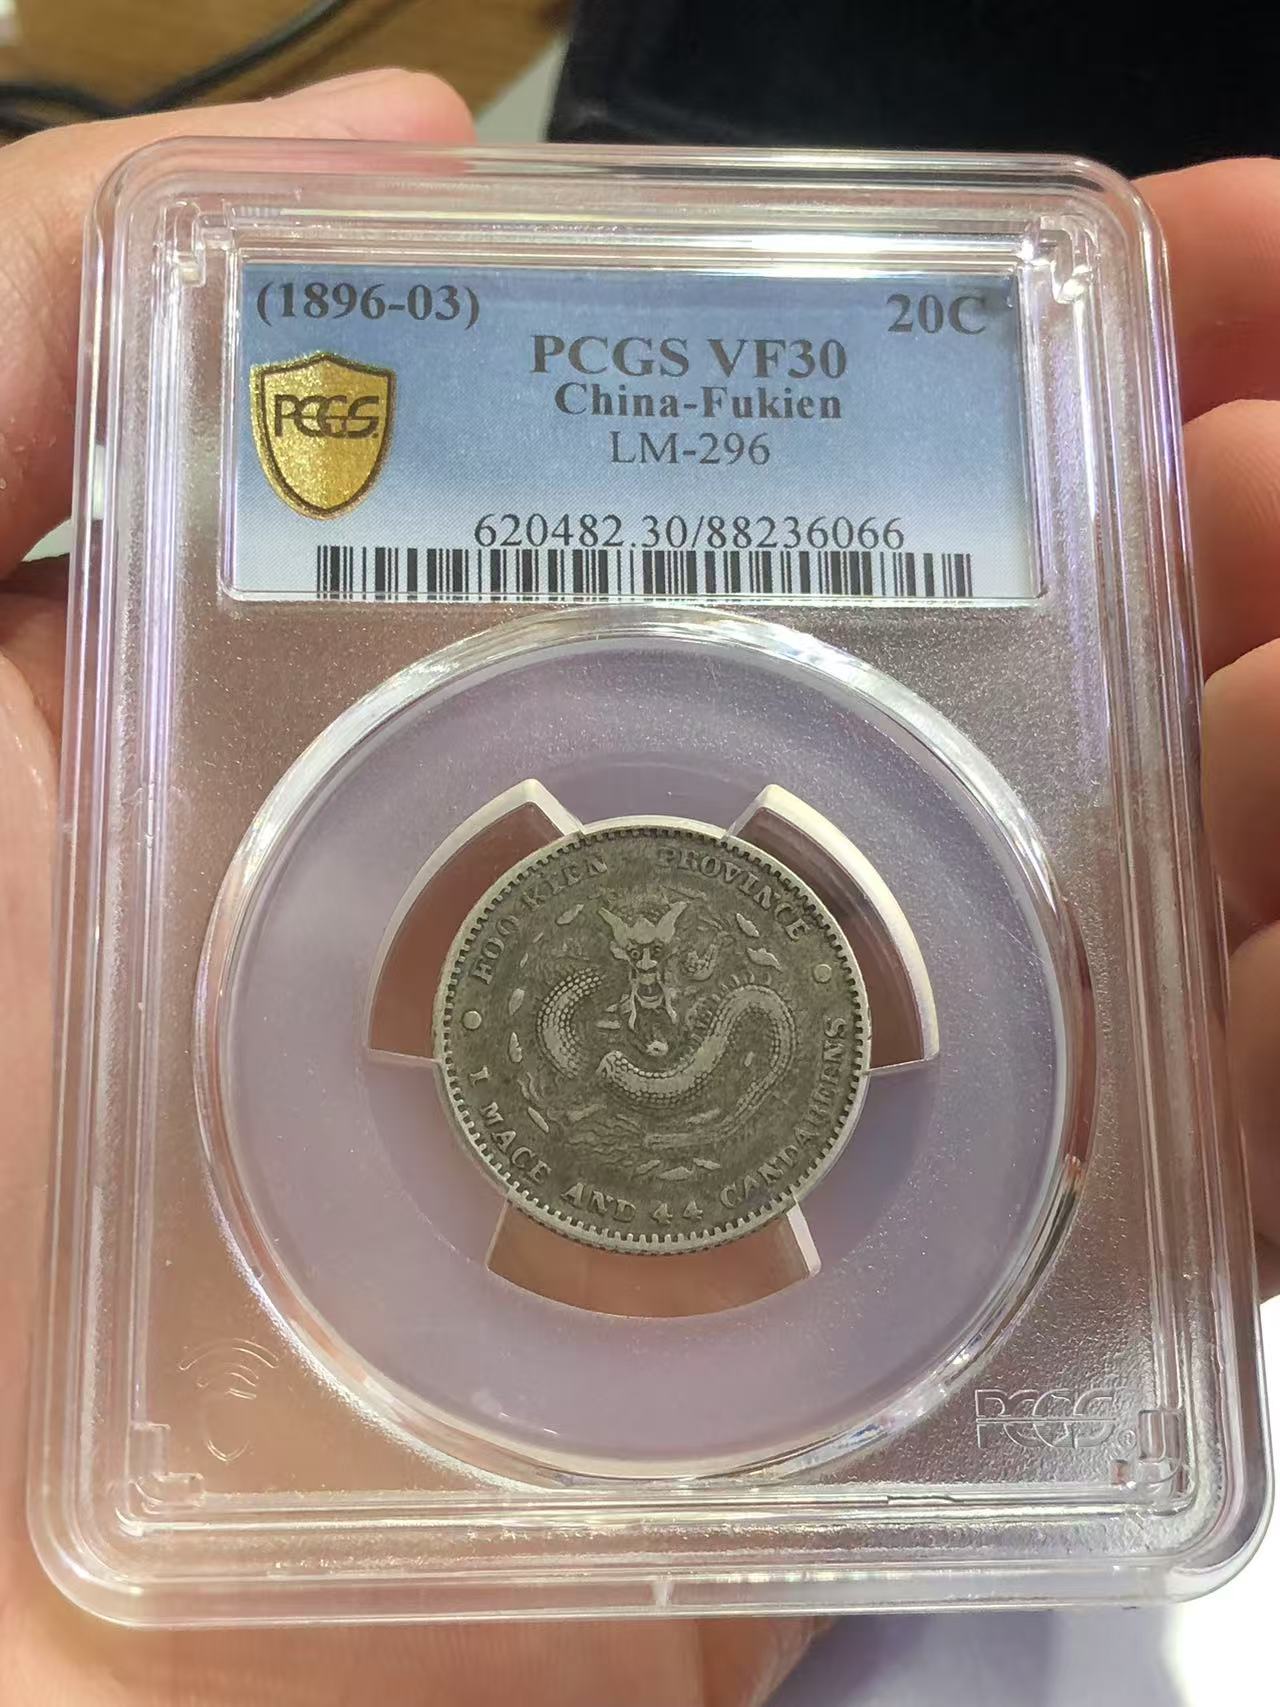 (1896-03)
20C
PCGS VF30
China-Fukien
LM-296
PCGS
620482.30/88236066
FOO KIEN PROVINCE
1 MACE AND 44 CANDAREENS
PCGS